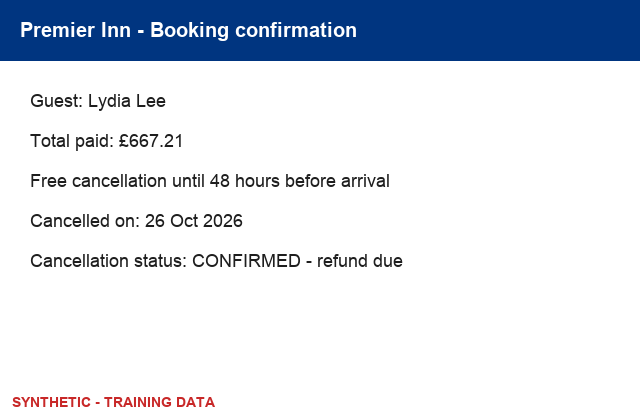 Premier Inn - Booking confirmation
Guest: Lydia Lee
Total paid: £667.21
Free cancellation until 48 hours before arrival
Cancelled on: 26 Oct 2026
Cancellation status: CONFIRMED - refund due
SYNTHETIC - TRAINING DATA